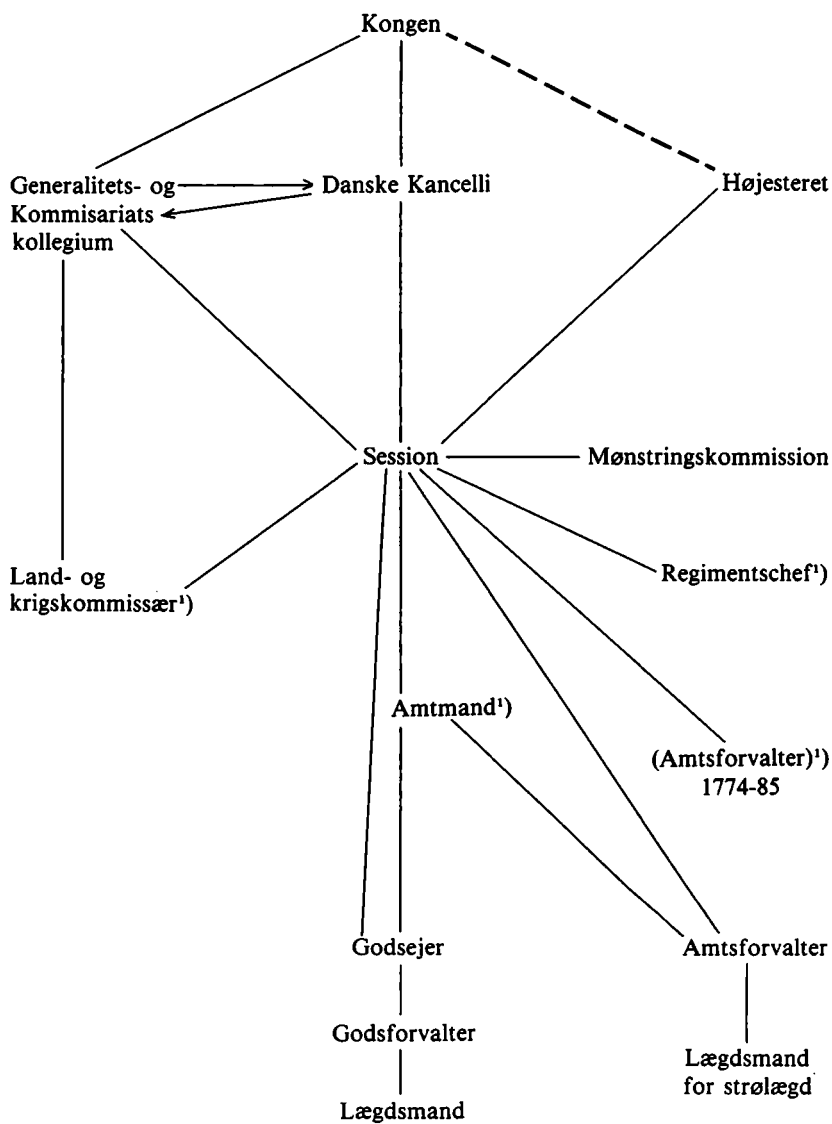 Kongen
Generalitets- og
Kommisariats
kollegium
Danske Kancelli
Højesteret
Session
Mønstringskommission
Land- og
krigskommissær¹)
Regimentschef¹)
Amtmand¹)
(Amtsforvalter)¹)
1774-85
Godsejer
Amtsforvalter
Godsforvalter
Lægdsmand
for strølægd
Lægdsmand